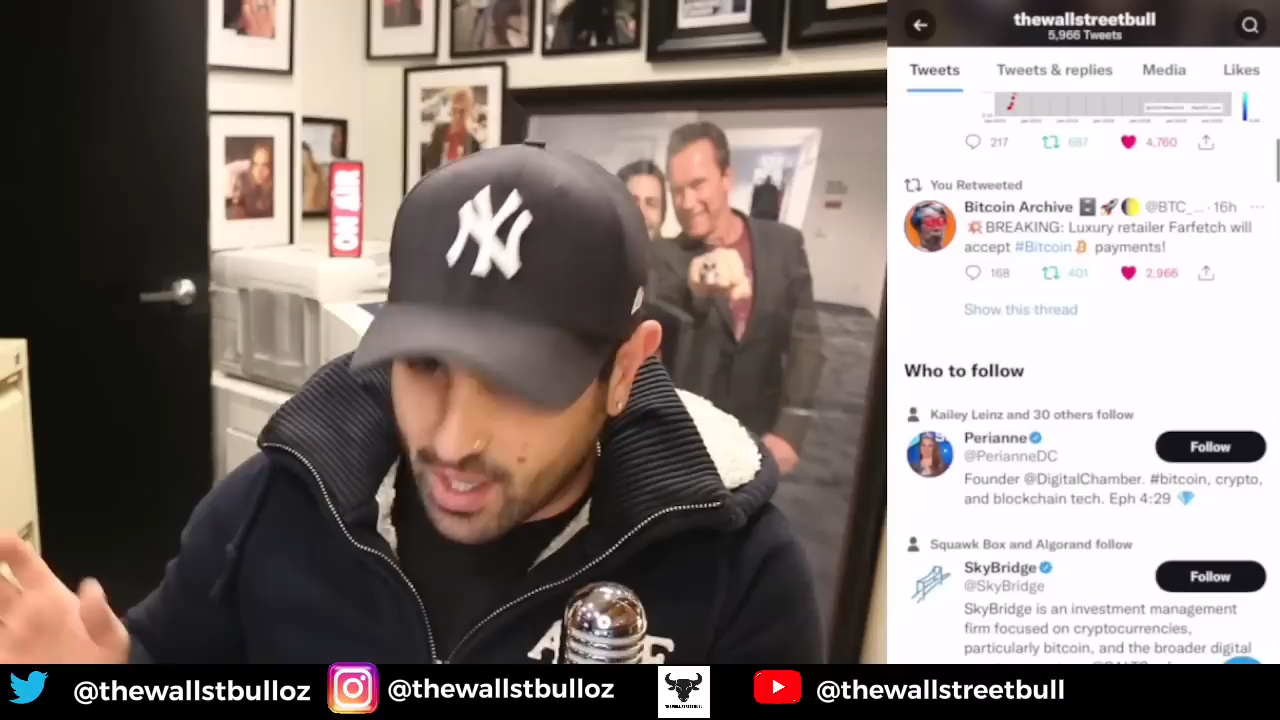 thewallstreetbull
5,966 Tweets
Tweets Tweets & replies Media Likes
217 687 4,760
You Retweeted
Bitcoin Archive @BTC_... · 16h ...
BREAKING: Luxury retailer Farfetch will
accept #Bitcoin payments!
168 401 2,966
Show this thread
Who to follow
Kailey Leinz and 30 others follow
Perianne
@PerianneDC
Follow
Founder @DigitalChamber. #bitcoin, crypto,
and blockchain tech. Eph 4:29
Squawk Box and Algorand follow
SkyBridge
@SkyBridge
Follow
SkyBridge is an investment management
firm focused on cryptocurrencies,
particularly bitcoin, and the broader digital
ON AIR
NY
@thewallstbulloz @thewallstbulloz @thewallstreetbull